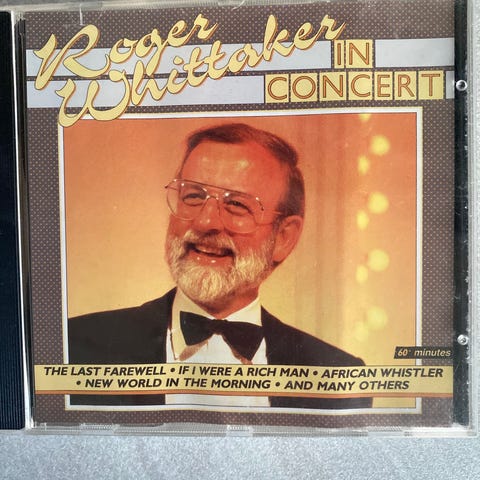 Roger
Whittaker
IN
CONCERT
60+ minutes
THE LAST FAREWELL • IF I WERE A RICH MAN • AFRICAN WHISTLER
• NEW WORLD IN THE MORNING • AND MANY OTHERS